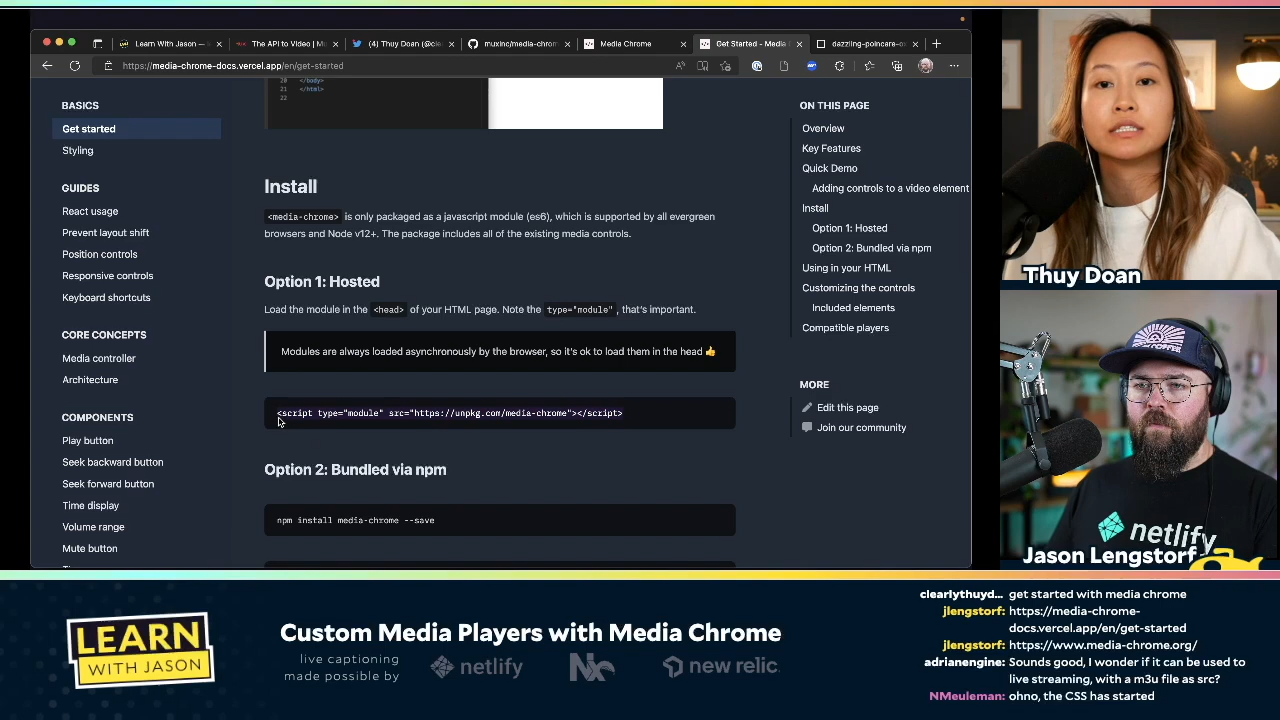 Learn With Jason —
The API to Video | Mu
(4) Thuy Doan (@cle
muxinc/media-chrom
Media Chrome
Get Started - Media
dazzling-poincare-
https://media-chrome-docs.vercel.app/en/get-started
BASICS
Get started
Styling
GUIDES
React usage
Prevent layout shift
Position controls
Responsive controls
Keyboard shortcuts
CORE CONCEPTS
Media controller
Architecture
COMPONENTS
Play button
Seek backward button
Seek forward button
Time display
Volume range
Mute button
20 </body>
21 </html>
22
Install
<media-chrome> is only packaged as a javascript module (es6), which is supported by all evergreen
browsers and Node v12+. The package includes all of the existing media controls.
Option 1: Hosted
Load the module in the <head> of your HTML page. Note the type="module", that's important.
Modules are always loaded asynchronously by the browser, so it's ok to load them in the head 👍
<script type="module" src="https://unpkg.com/media-chrome"></script>
Option 2: Bundled via npm
npm install media-chrome --save
ON THIS PAGE
Overview
Key Features
Quick Demo
Adding controls to a video element
Install
Option 1: Hosted
Option 2: Bundled via npm
Using in your HTML
Customizing the controls
Included elements
Compatible players
MORE
Edit this page
Join our community
Thuy Doan
netlify
Jason Lengstorf
LEARN
WITH JASON
Custom Media Players with Media Chrome
live captioning
made possible by
netlify
new relic
clearlythuyd... get started with media chrome
jlengstorf: https://media-chrome-
docs.vercel.app/en/get-started
jlengstorf: https://www.media-chrome.org/
adrianengine: Sounds good, I wonder if it can be used to
live streaming, with a m3u file as src?
NMeuleman: ohno, the CSS has started